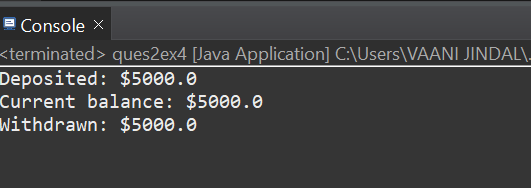 Console ×
<terminated> ques2ex4 [Java Application] C:\Users\VAANI JINDAL\.
Deposited: $5000.0
Current balance: $5000.0
Withdrawn: $5000.0